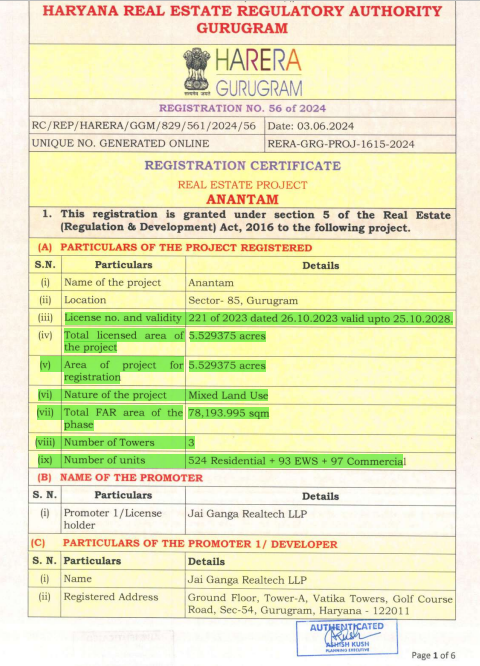 HARYANA REAL ESTATE REGULATORY AUTHORITY
GURUGRAM
सत्यमेव जयते
HARERA
GURUGRAM
REGISTRATION NO. 56 of 2024
RC/REP/HARERA/GGM/829/561/2024/56 Date: 03.06.2024
UNIQUE NO. GENERATED ONLINE RERA-GRG-PROJ-1615-2024
REGISTRATION CERTIFICATE
REAL ESTATE PROJECT
ANANTAM
1. This registration is granted under section 5 of the Real Estate
(Regulation & Development) Act, 2016 to the following project.
(A) PARTICULARS OF THE PROJECT REGISTERED
S.N. Particulars Details
(i) Name of the project Anantam
(ii) Location Sector- 85, Gurugram
(iii) License no. and validity 221 of 2023 dated 26.10.2023 valid upto 25.10.2028.
(iv) Total licensed area of 5.529375 acres
the project
(v) Area of project for 5.529375 acres
registration
(vi) Nature of the project Mixed Land Use
(vii) Total FAR area of the 78,193.995 sqm
phase
(viii) Number of Towers 3
(ix) Number of units 524 Residential + 93 EWS + 97 Commercial
(B) NAME OF THE PROMOTER
S. N. Particulars Details
(i) Promoter 1/License Jai Ganga Realtech LLP
holder
(C) PARTICULARS OF THE PROMOTER 1/ DEVELOPER
S. N. Particulars Details
(i) Name Jai Ganga Realtech LLP
(ii) Registered Address Ground Floor, Tower-A, Vatika Towers, Golf Course
Road, Sec-54, Gurugram, Haryana - 122011
AUTHENTICATED
ASHISH KUSH
PLANNING EXECUTIVE
Page 1 of 6